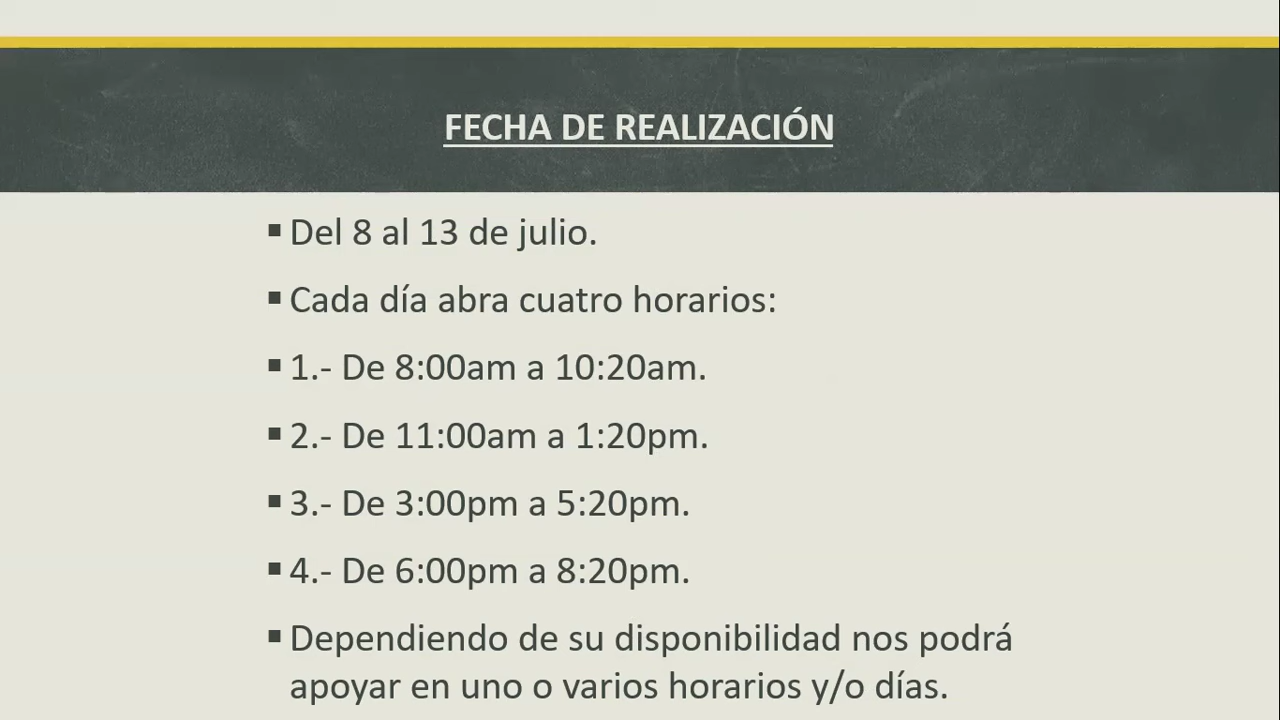 FECHA DE REALIZACIÓN
▪ Del 8 al 13 de julio.
▪ Cada día abra cuatro horarios:
▪ 1.- De 8:00am a 10:20am.
▪ 2.- De 11:00am a 1:20pm.
▪ 3.- De 3:00pm a 5:20pm.
▪ 4.- De 6:00pm a 8:20pm.
▪ Dependiendo de su disponibilidad nos podrá
apoyar en uno o varios horarios y/o días.